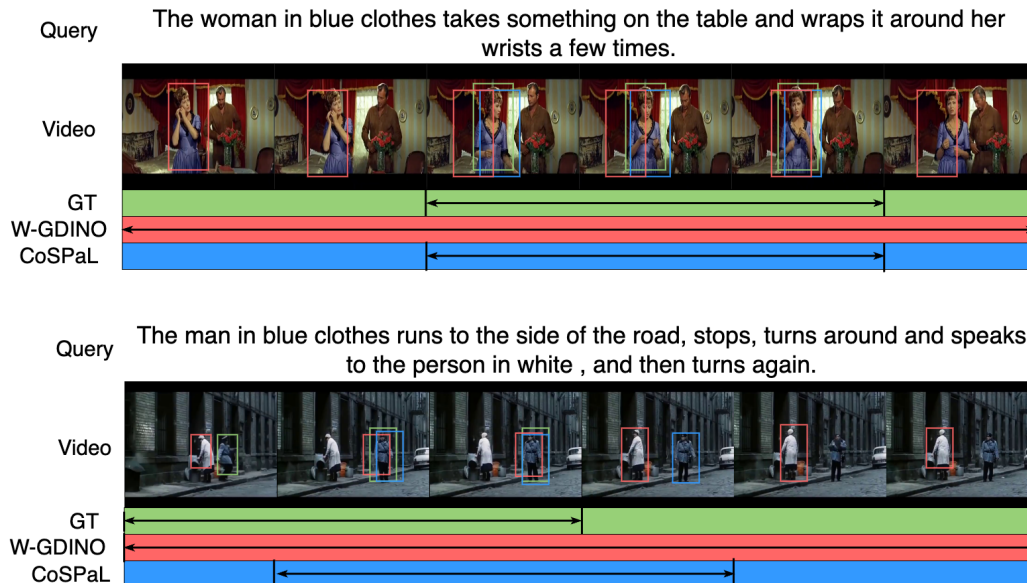 Query
The woman in blue clothes takes something on the table and wraps it around her
wrists a few times.
Video
GT
W-GDINO
CoSPaL
Query
The man in blue clothes runs to the side of the road, stops, turns around and speaks
to the person in white , and then turns again.
Video
GT
W-GDINO
CoSPaL